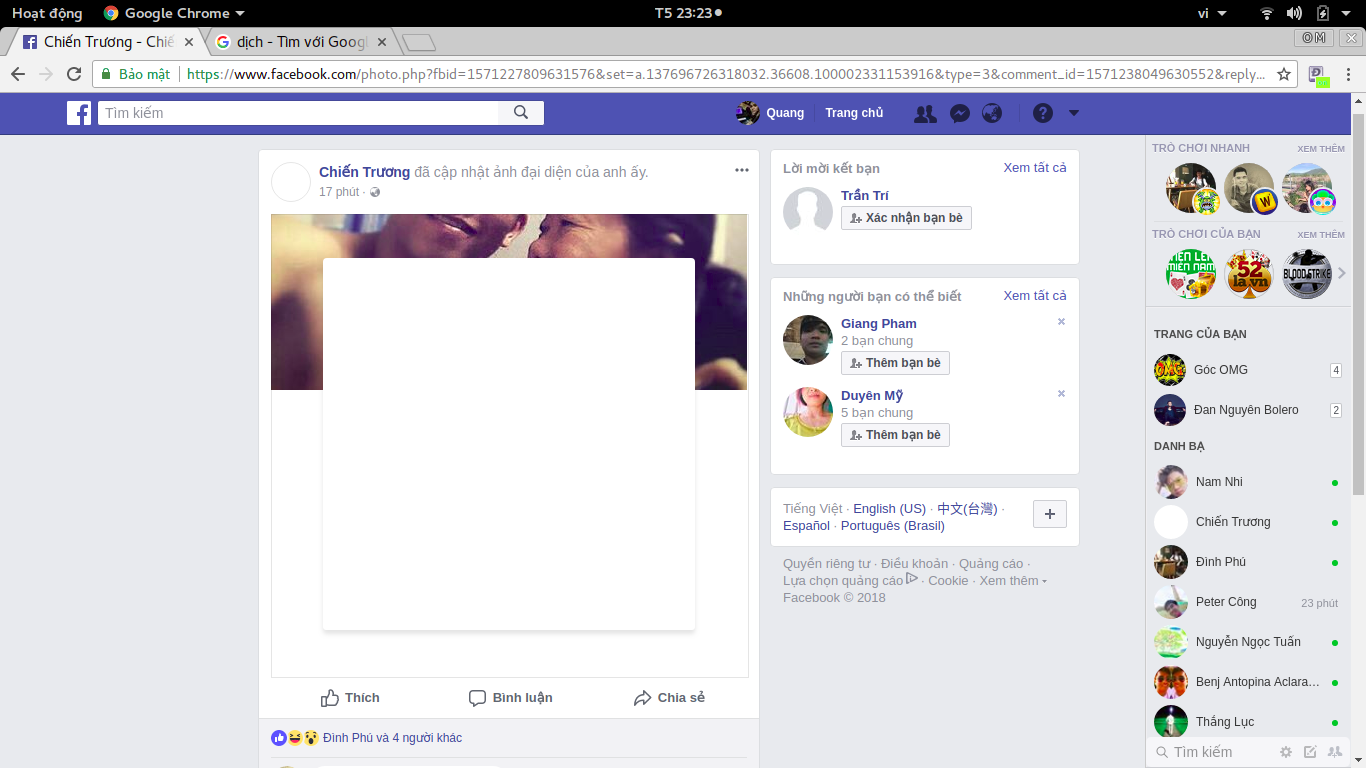 Hoạt động
Google Chrome
T5 23:23
vi
Chiến Trương - Chiế
dịch - Tìm với Googl
OM
Bảo mật
https://www.facebook.com/photo.php?fbid=1571227809631576&set=a.137696726318032.36608.100002331153916&type=3&comment_id=1571238049630552&reply...
Tìm kiếm
Quang
Trang chủ
Chiến Trương đã cập nhật ảnh đại diện của anh ấy.
17 phút ·
Thích
Bình luận
Chia sẻ
Đình Phú và 4 người khác
Lời mời kết bạn
Xem tất cả
Trần Trí
Xác nhận bạn bè
Những người bạn có thể biết
Xem tất cả
Giang Pham
2 bạn chung
Thêm bạn bè
Duyên Mỹ
5 bạn chung
Thêm bạn bè
Tiếng Việt · English (US) · 中文(台灣) ·
Español · Português (Brasil)
Quyền riêng tư · Điều khoản · Quảng cáo ·
Lựa chọn quảng cáo · Cookie · Xem thêm
Facebook © 2018
TRÒ CHƠI NHANH
XEM THÊM
W
TRÒ CHƠI CỦA BẠN
XEM THÊM
TIẾN LÊN
MIỀN NAM
52
la.vn
BLOOD STRIKE
TRANG CỦA BẠN
OMG
Góc OMG
4
Đan Nguyên Bolero
2
DANH BẠ
Nam Nhi
Chiến Trương
Đình Phú
Peter Công
23 phút
Nguyễn Ngọc Tuấn
Benj Antopina Aclara...
Thắng Lục
Tìm kiếm